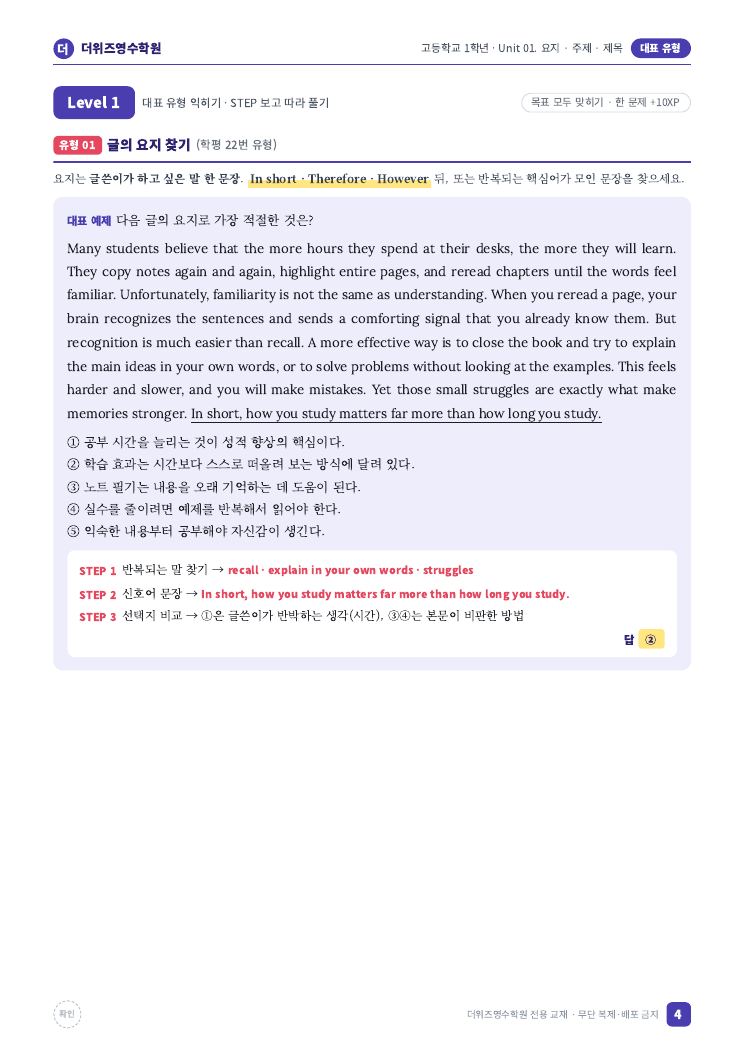 더 더위즈영수학원
고등학교 1학년 · Unit 01. 요지 · 주제 · 제목 대표 유형
Level 1 대표 유형 익히기 · STEP 보고 따라 풀기 목표 모두 맞히기 · 한 문제 +10XP
유형 01 글의 요지 찾기 (학평 22번 유형)
요지는 글쓴이가 하고 싶은 말 한 문장. In short · Therefore · However 뒤, 또는 반복되는 핵심어가 모인 문장을 찾으세요.
대표 예제 다음 글의 요지로 가장 적절한 것은?
Many students believe that the more hours they spend at their desks, the more they will learn.
They copy notes again and again, highlight entire pages, and reread chapters until the words feel
familiar. Unfortunately, familiarity is not the same as understanding. When you reread a page, your
brain recognizes the sentences and sends a comforting signal that you already know them. But
recognition is much easier than recall. A more effective way is to close the book and try to explain
the main ideas in your own words, or to solve problems without looking at the examples. This feels
harder and slower, and you will make mistakes. Yet those small struggles are exactly what make
memories stronger. In short, how you study matters far more than how long you study.
① 공부 시간을 늘리는 것이 성적 향상의 핵심이다.
② 학습 효과는 시간보다 스스로 떠올려 보는 방식에 달려 있다.
③ 노트 필기는 내용을 오래 기억하는 데 도움이 된다.
④ 실수를 줄이려면 예제를 반복해서 읽어야 한다.
⑤ 익숙한 내용부터 공부해야 자신감이 생긴다.
STEP 1 반복되는 말 찾기 → recall · explain in your own words · struggles
STEP 2 신호어 문장 → In short, how you study matters far more than how long you study.
STEP 3 선택지 비교 → ①은 글쓴이가 반박하는 생각(시간), ③④는 본문이 비판한 방법
답 ②
확인
더위즈영수학원 전용 교재 · 무단 복제·배포 금지 4